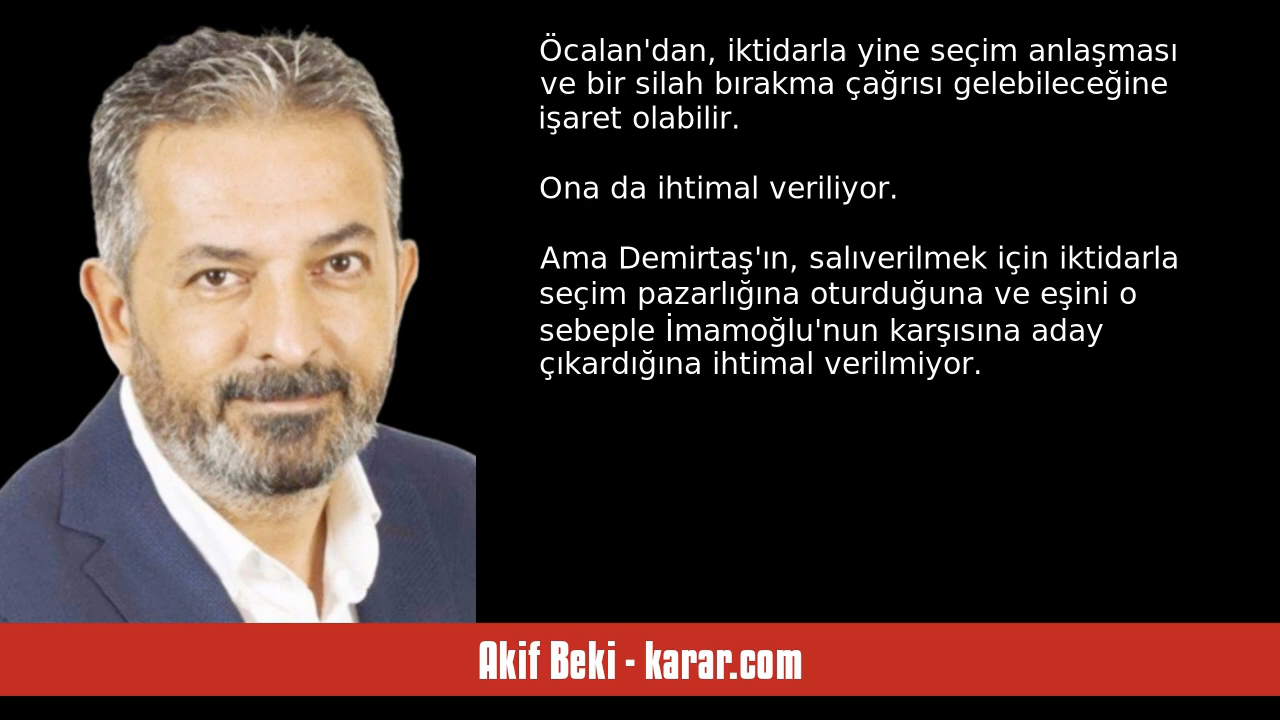 Öcalan'dan, iktidarla yine seçim anlaşması
ve bir silah bırakma çağrısı gelebileceğine
işaret olabilir.
Ona da ihtimal veriliyor.
Ama Demirtaş'ın, salıverilmek için iktidarla
seçim pazarlığına oturduğuna ve eşini o
sebeple İmamoğlu'nun karşısına aday
çıkardığına ihtimal verilmiyor.
Akif Beki - karar.com